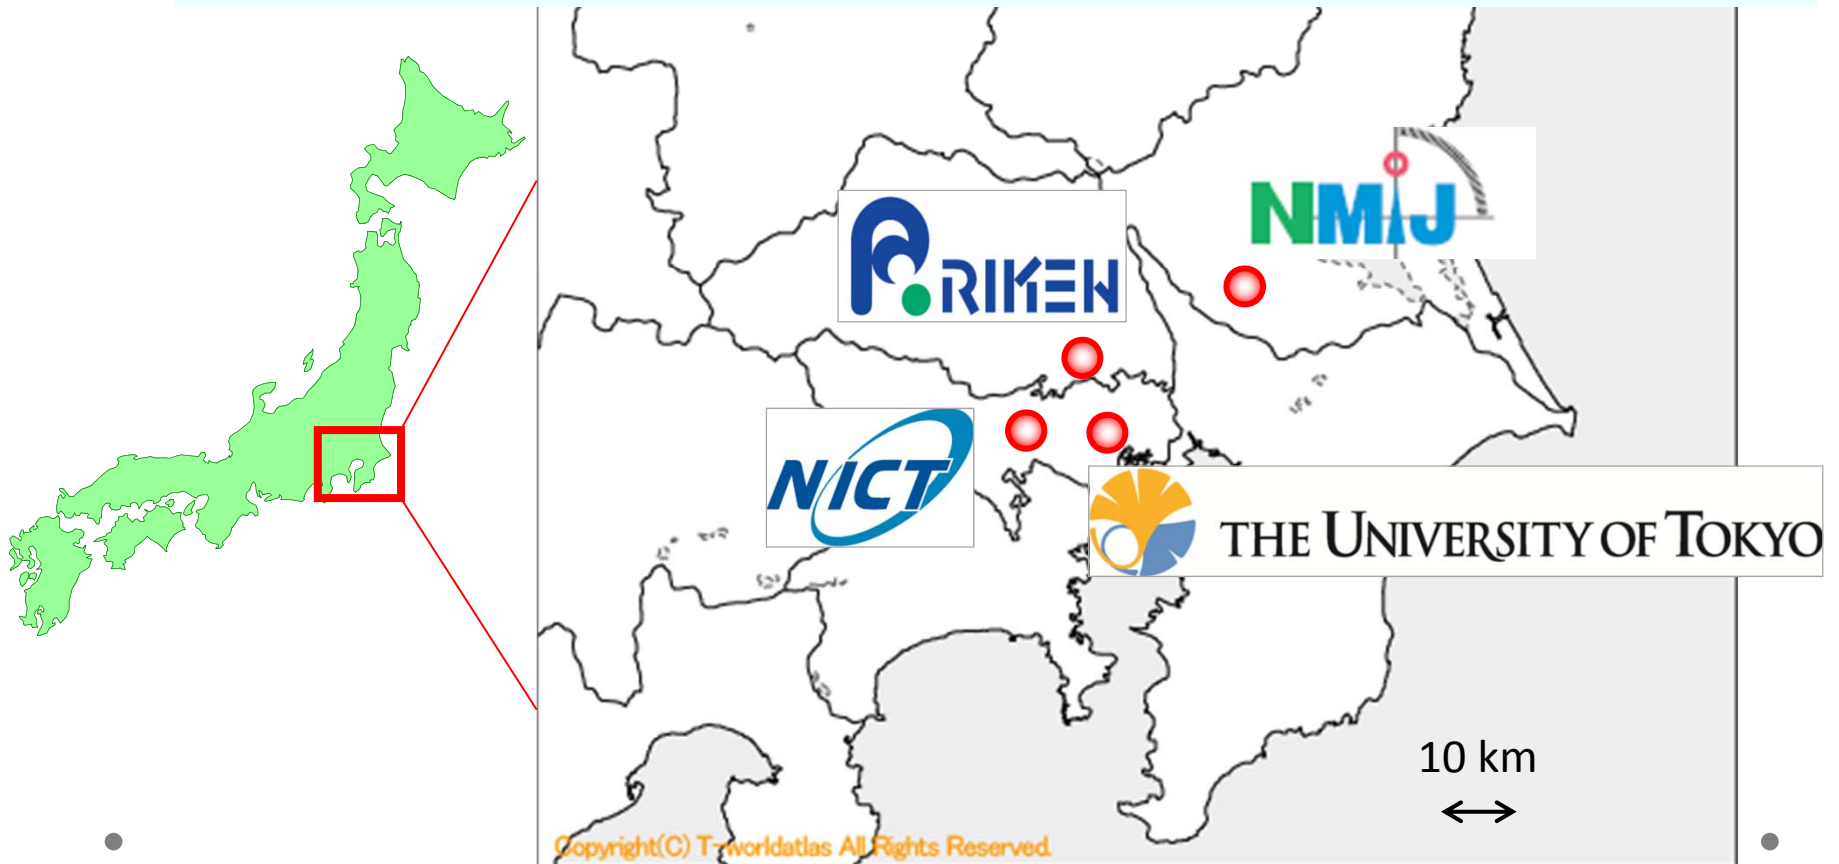 NMIJ
RIKEN
NICT
THE UNIVERSITY OF TOKYO
10 km
Copyright(C) T-worldatlas All Rights Reserved.